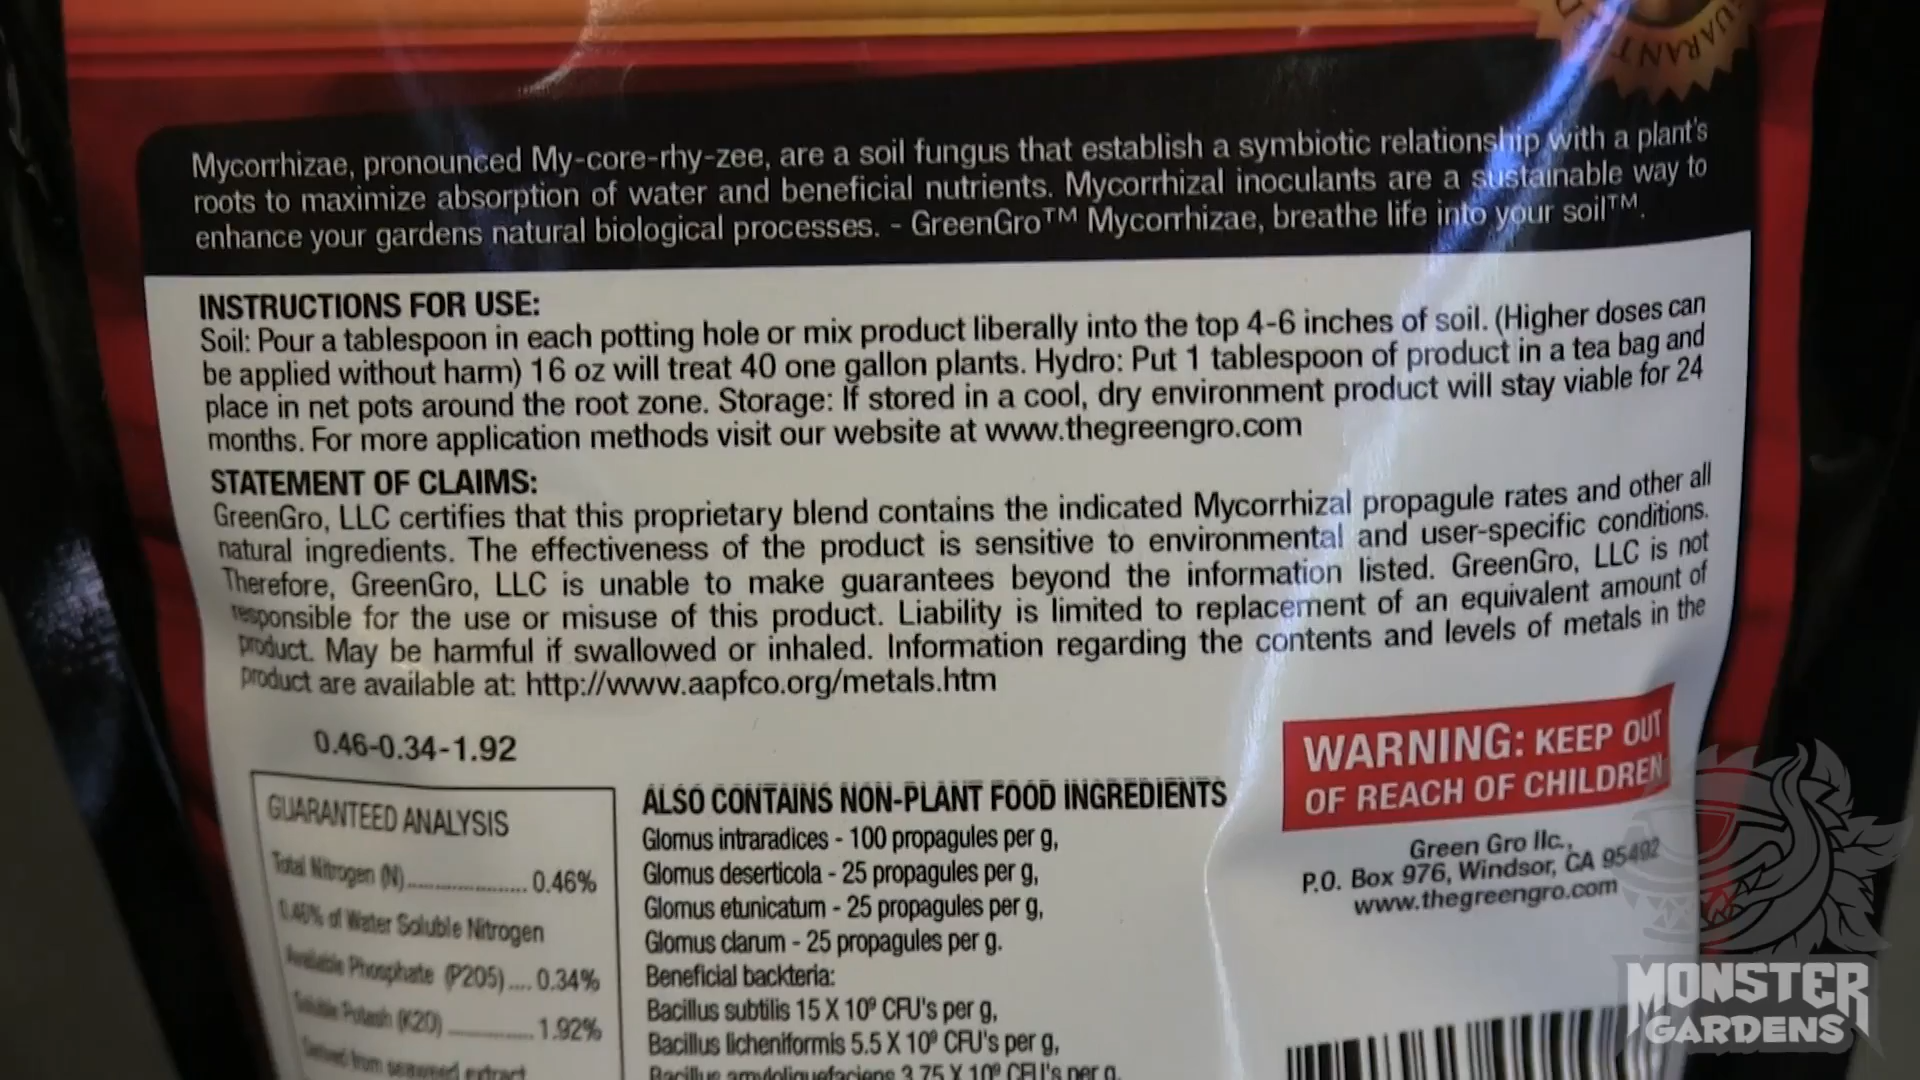 GUARANT
Mycorrhizae, pronounced My-core-rhy-zee, are a soil fungus that establish a symbiotic relationship with a plant's
roots to maximize absorption of water and beneficial nutrients. Mycorrhizal inoculants are a sustainable way to
enhance your gardens natural biological processes. - GreenGro™ Mycorrhizae, breathe life into your soil™.
INSTRUCTIONS FOR USE:
Soil: Pour a tablespoon in each potting hole or mix product liberally into the top 4-6 inches of soil. (Higher doses can
be applied without harm) 16 oz will treat 40 one gallon plants. Hydro: Put 1 tablespoon of product in a tea bag and
place in net pots around the root zone. Storage: If stored in a cool, dry environment product will stay viable for 24
months. For more application methods visit our website at www.thegreengro.com
STATEMENT OF CLAIMS:
GreenGro, LLC certifies that this proprietary blend contains the indicated Mycorrhizal propagule rates and other all
natural ingredients. The effectiveness of the product is sensitive to environmental and user-specific conditions.
Therefore, GreenGro, LLC is unable to make guarantees beyond the information listed. GreenGro, LLC is not
responsible for the use or misuse of this product. Liability is limited to replacement of an equivalent amount of
product. May be harmful if swallowed or inhaled. Information regarding the contents and levels of metals in the
product are available at: http://www.aapfco.org/metals.htm
0.46-0.34-1.92
GUARANTEED ANALYSIS
Total Nitrogen (N)..................... 0.46%
0.46% of Water Soluble Nitrogen
Available Phosphate (P205).... 0.34%
Soluble Potash (K20) .............. 1.92%
Derived from seaweed extract
ALSO CONTAINS NON-PLANT FOOD INGREDIENTS
Glomus intraradices - 100 propagules per g,
Glomus deserticola - 25 propagules per g,
Glomus etunicatum - 25 propagules per g,
Glomus clarum - 25 propagules per g.
Beneficial backteria:
Bacillus subtilis 15 X 10⁹ CFU's per g,
Bacillus licheniformis 5.5 X 10⁹ CFU's per g,
Bacillus amyloliquefaciens 3.75 X 10⁹ CFU's per g,
WARNING: KEEP OUT
OF REACH OF CHILDREN
Green Gro llc.,
P.O. Box 976, Windsor, CA 95492
www.thegreengro.com
MONSTER
GARDENS